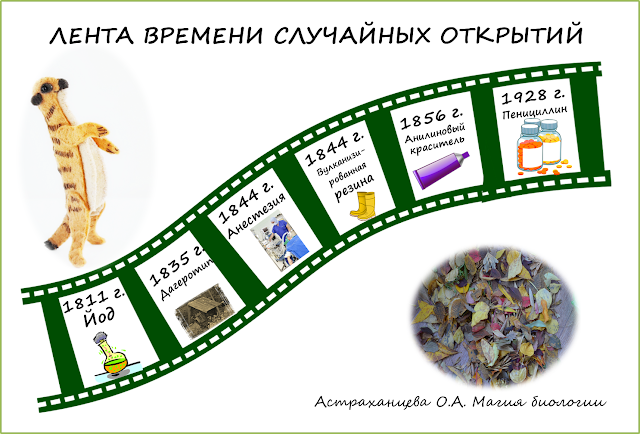 ЛЕНТА ВРЕМЕНИ СЛУЧАЙНЫХ ОТКРЫТИЙ
1811 г.
Йод
1835 г.
Дагеротип
1844 г.
Анестезия
1844 г.
Вулканизи-
рованная
резина
1856 г.
Анилиновый
краситель
1928 г.
Пенициллин
Астраханцева О.А. Магия биологии